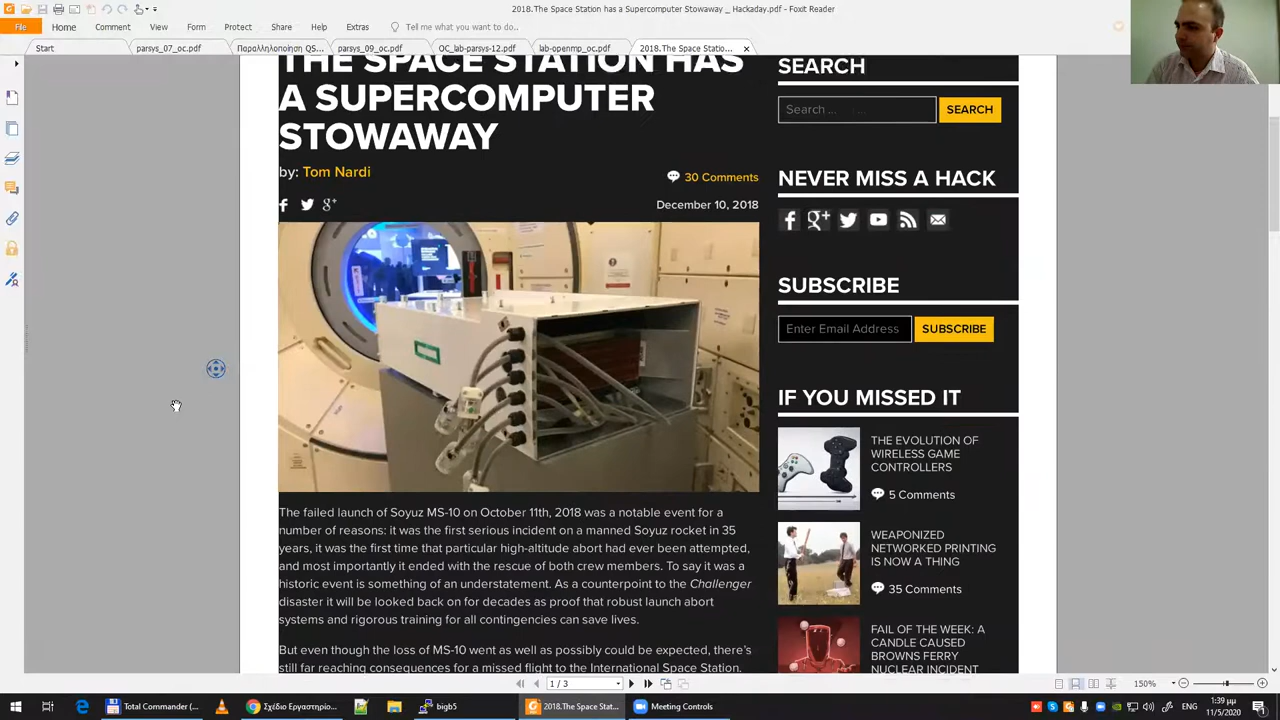 2018.The Space Station has a Supercomputer Stowaway _ Hackaday.pdf - Foxit Reader
File Home Comment View Form Protect Share Help Extras Tell me what you want to do...
Start parsys_07_oc.pdf Παραλληλοποίηση QS... parsys_09_oc.pdf OC_lab-parsys-12.pdf lab-openmp_oc.pdf 2018.The Space Statio...
THE SPACE STATION HAS
A SUPERCOMPUTER
STOWAWAY
by: Tom Nardi
30 Comments
December 10, 2018
The failed launch of Soyuz MS-10 on October 11th, 2018 was a notable event for a
number of reasons: it was the first serious incident on a manned Soyuz rocket in 35
years, it was the first time that particular high-altitude abort had ever been attempted,
and most importantly it ended with the rescue of both crew members. To say it was a
historic event is something of an understatement. As a counterpoint to the Challenger
disaster it will be looked back on for decades as proof that robust launch abort
systems and rigorous training for all contingencies can save lives.
But even though the loss of MS-10 went as well as possibly could be expected, there's
still far reaching consequences for a missed flight to the International Space Station.
SEARCH
Search ... SEARCH
NEVER MISS A HACK
SUBSCRIBE
Enter Email Address SUBSCRIBE
IF YOU MISSED IT
THE EVOLUTION OF
WIRELESS GAME
CONTROLLERS
5 Comments
WEAPONIZED
NETWORKED PRINTING
IS NOW A THING
35 Comments
FAIL OF THE WEEK: A
CANDLE CAUSED
BROWNS FERRY
NUCLEAR INCIDENT
1 / 3
150%
Total Commander (... Σχέδιο Εργαστηρίο... bigb5 2018.The Space Stat... Meeting Controls
ENG
1:39 μμ
11/5/2020